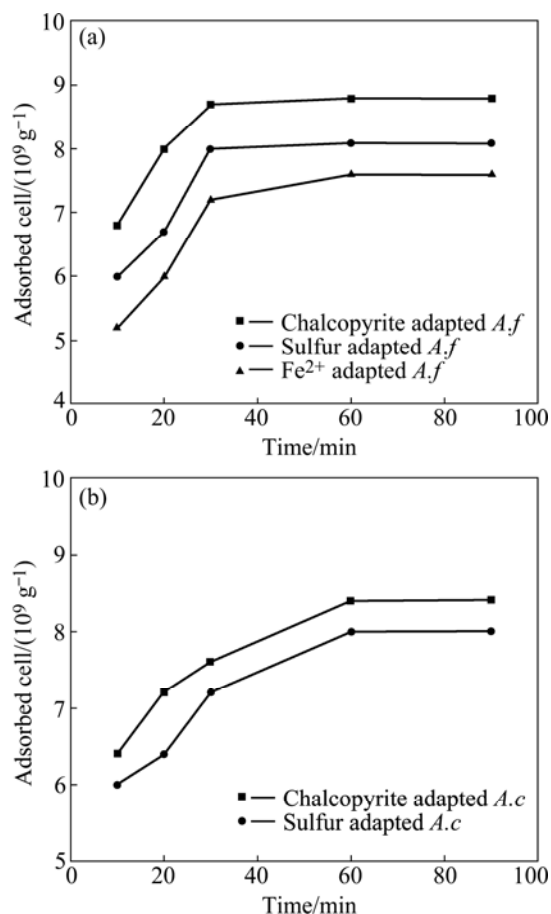 (a)
10
9
8
7
6
5
4
Adsorbed cell/(10⁹ g⁻¹)
Chalcopyrite adapted A.f
Sulfur adapted A.f
Fe²⁺ adapted A.f
0 20 40 60 80 100
Time/min
(b)
10
9
8
7
6
5
Adsorbed cell/(10⁹ g⁻¹)
Chalcopyrite adapted A.c
Sulfur adapted A.c
0 20 40 60 80 100
Time/min